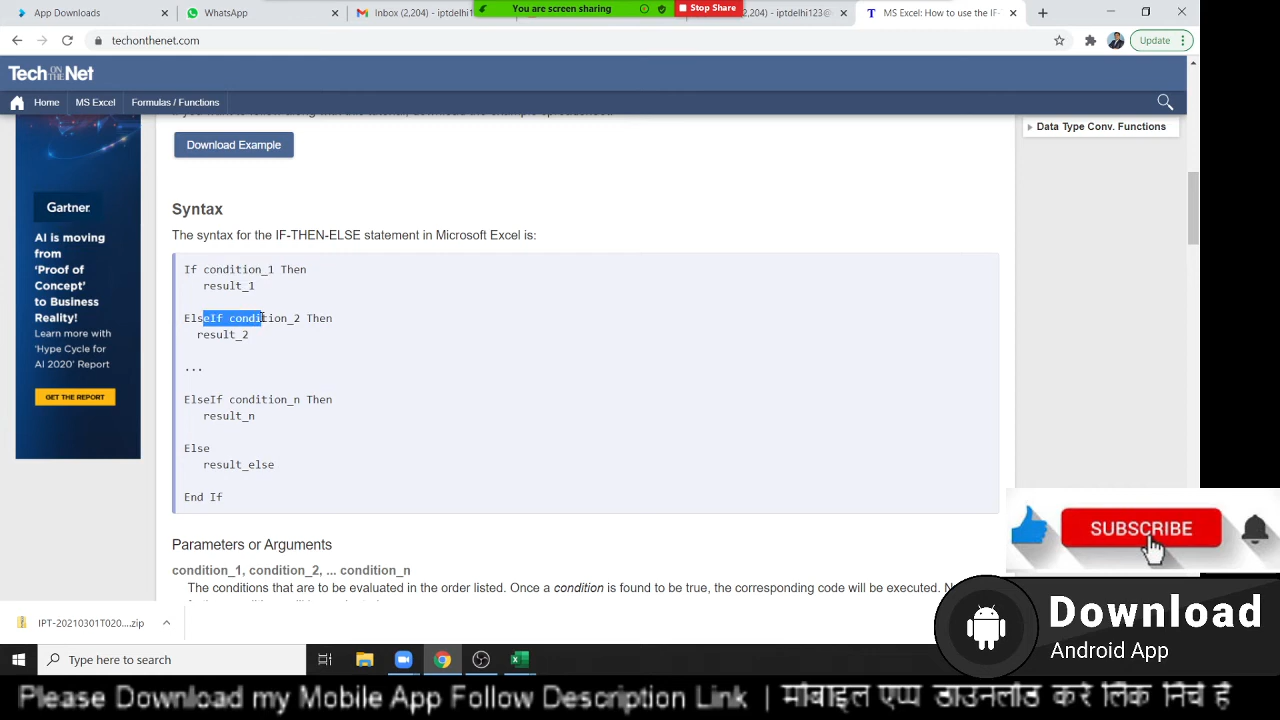 App Downloads
WhatsApp
Inbox (2,204) - iptdelhi1
You are screen sharing
Stop Share
2,204) - iptdelhi123@
MS Excel: How to use the IF-
techonthenet.com
Update
Tech ON THE Net
Home
MS Excel
Formulas / Functions
Download Example
Data Type Conv. Functions
Gartner
AI is moving
from
'Proof of
Concept'
to Business
Reality!
Learn more with
'Hype Cycle for
AI 2020' Report
GET THE REPORT
Syntax
The syntax for the IF-THEN-ELSE statement in Microsoft Excel is:
If condition_1 Then
result_1
ElseIf condition_2 Then
result_2
...
ElseIf condition_n Then
result_n
Else
result_else
End If
Parameters or Arguments
condition_1, condition_2, ... condition_n
The conditions that are to be evaluated in the order listed. Once a condition is found to be true, the corresponding code will be executed. N
SUBSCRIBE
Download
Android App
IPT-20210301T020....zip
Type here to search
Please Download my Mobile App Follow Description Link | मोबाइल एप्प डाउनलोड करे लिंक निचे है